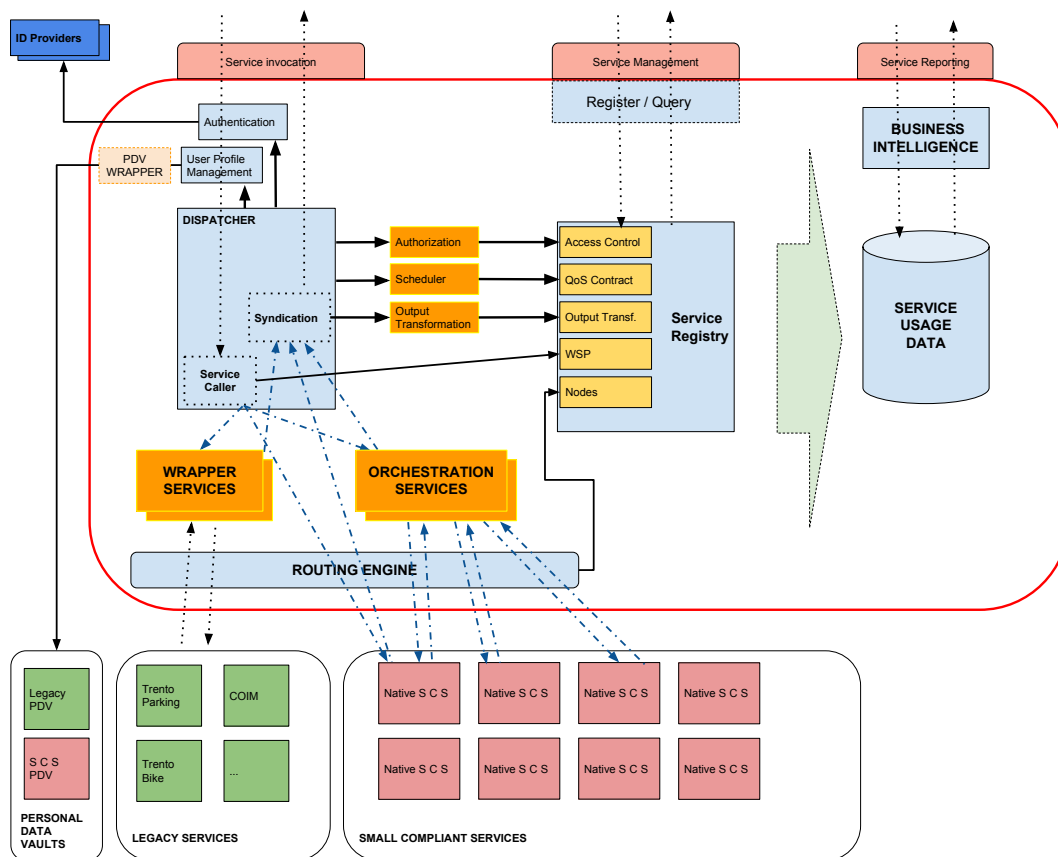 ID Providers
Service invocation
Service Management
Service Reporting
Register / Query
Authentication
BUSINESS
INTELLIGENCE
PDV
WRAPPER
User Profile
Management
DISPATCHER
Authorization
Access Control
Scheduler
QoS Contract
Syndication
Output
Transformation
Output Transf.
Service
Registry
SERVICE
USAGE
DATA
WSP
Service
Caller
Nodes
WRAPPER
SERVICES
ORCHESTRATION
SERVICES
ROUTING ENGINE
Legacy
PDV
S C S
PDV
PERSONAL
DATA
VAULTS
Trento
Parking
COIM
Trento
Bike
...
LEGACY SERVICES
Native S C S
Native S C S
Native S C S
Native S C S
Native S C S
Native S C S
Native S C S
Native S C S
SMALL COMPLIANT SERVICES